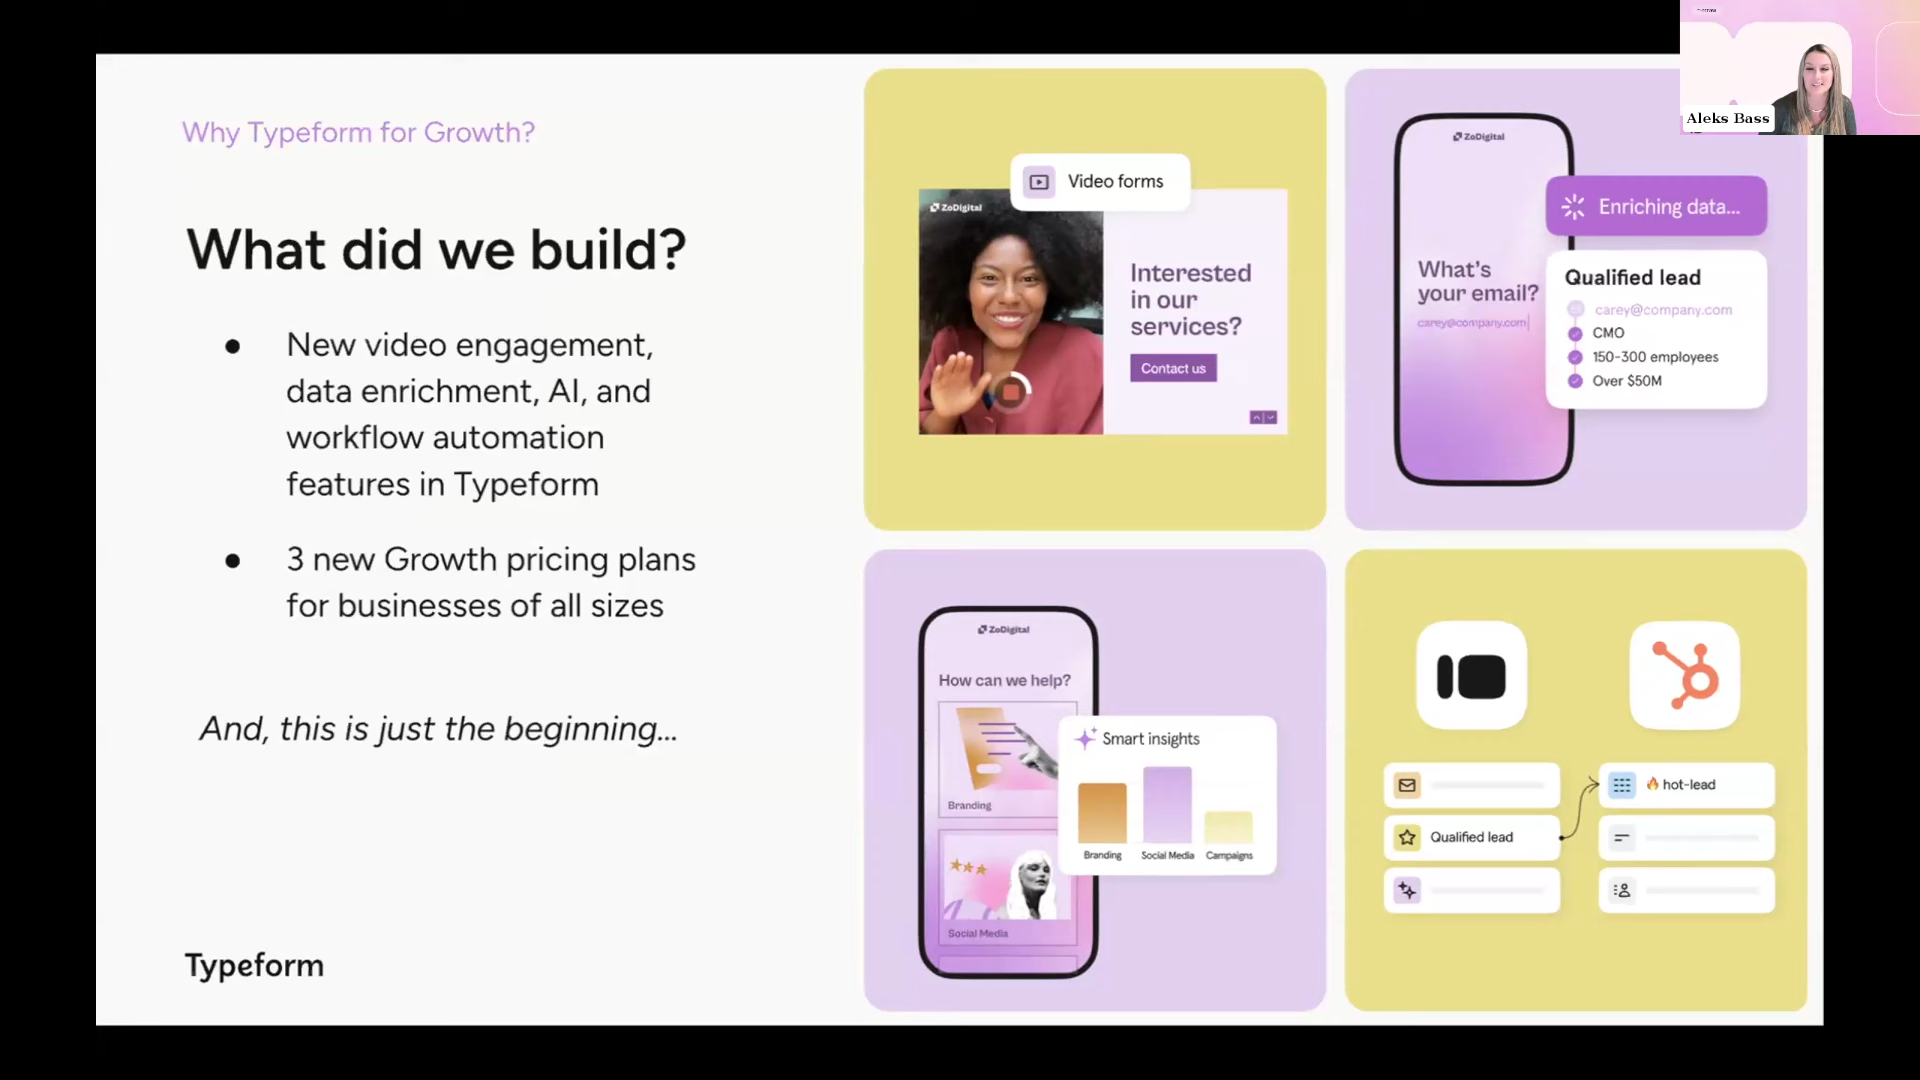 Why Typeform for Growth?
What did we build?
● New video engagement,
data enrichment, AI, and
workflow automation
features in Typeform
● 3 new Growth pricing plans
for businesses of all sizes
And, this is just the beginning...
Typeform
Video forms
ZoDigital
Interested
in our
services?
Contact us
ZoDigital
Enriching data...
What's
your email?
carey@company.com
Qualified lead
carey@company.com
CMO
150-300 employees
Over $50M
Aleks Bass
ZoDigital
How can we help?
Branding
Social Media
Smart insights
Branding
Social Media
Campaigns
🔥 hot-lead
Qualified lead